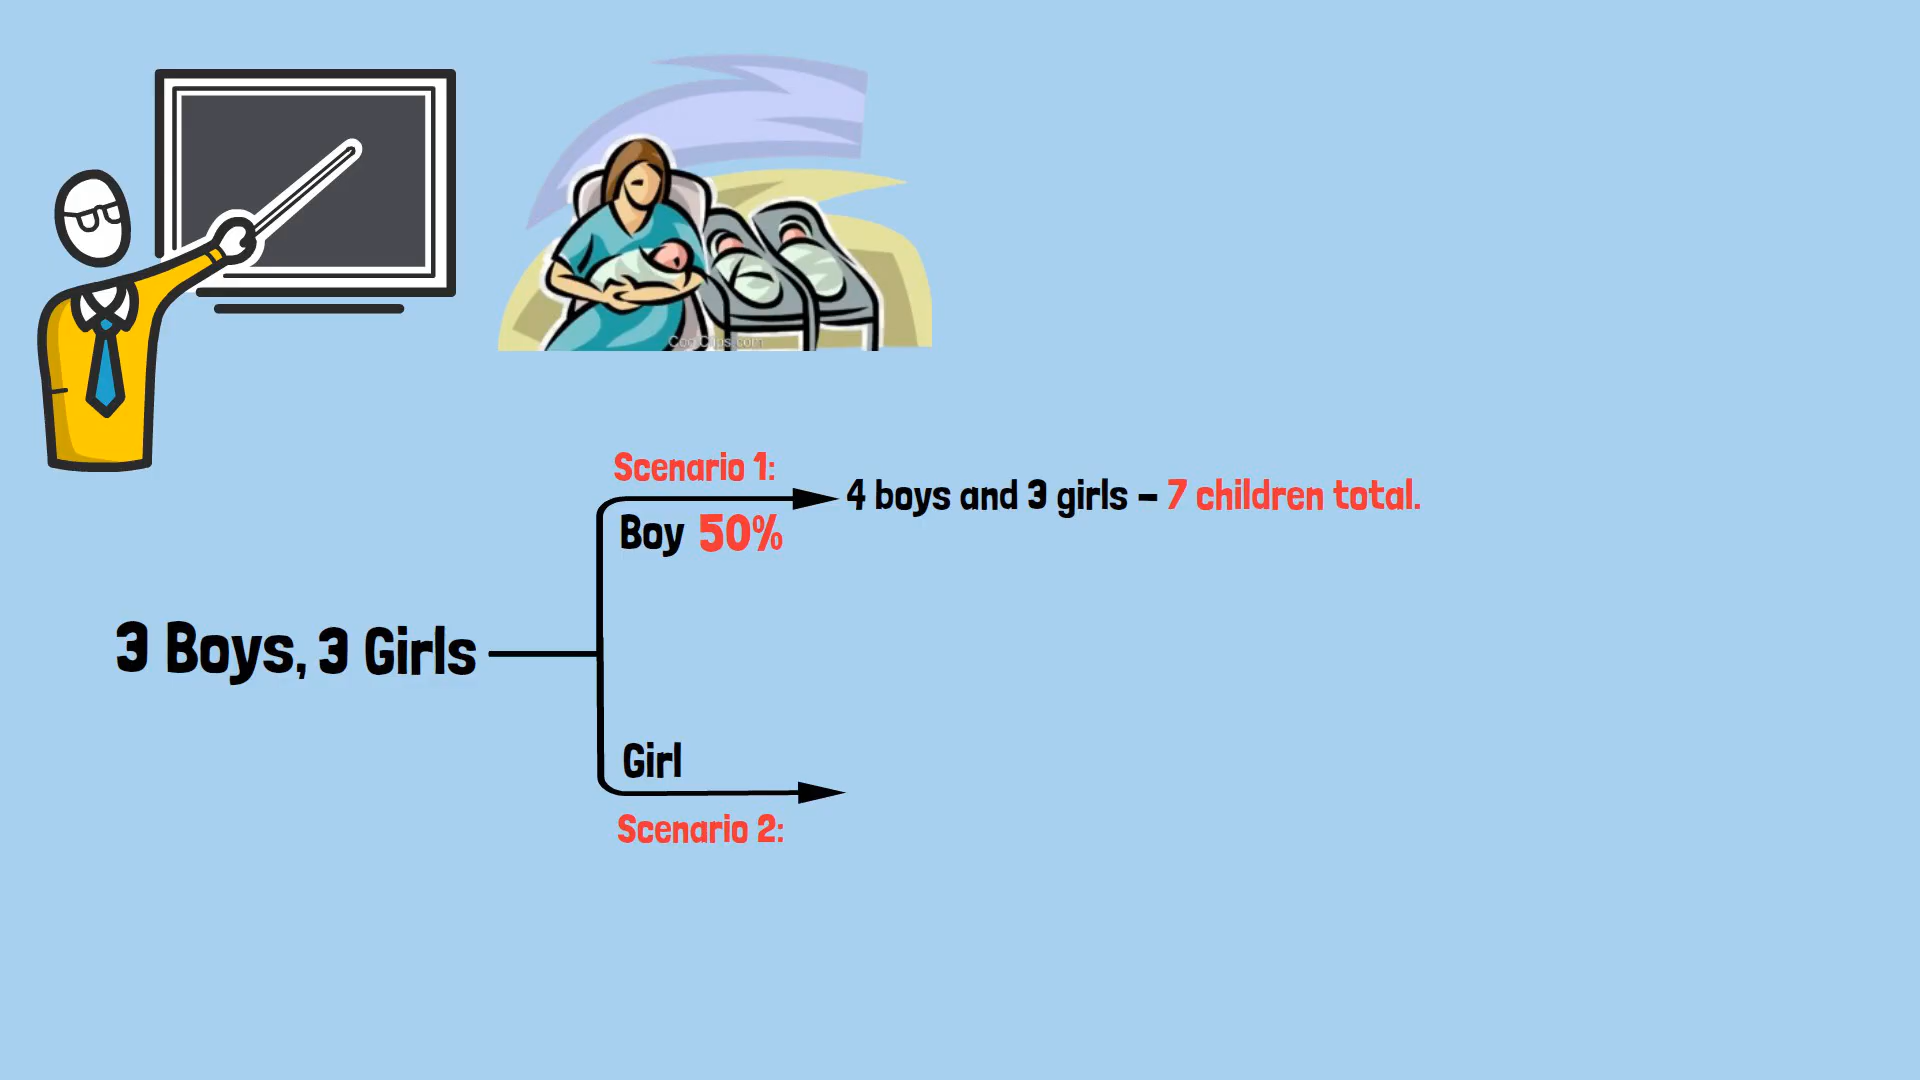 Scenario 1:
4 boys and 3 girls – 7 children total.
Boy 50%
3 Boys, 3 Girls
Girl
Scenario 2: